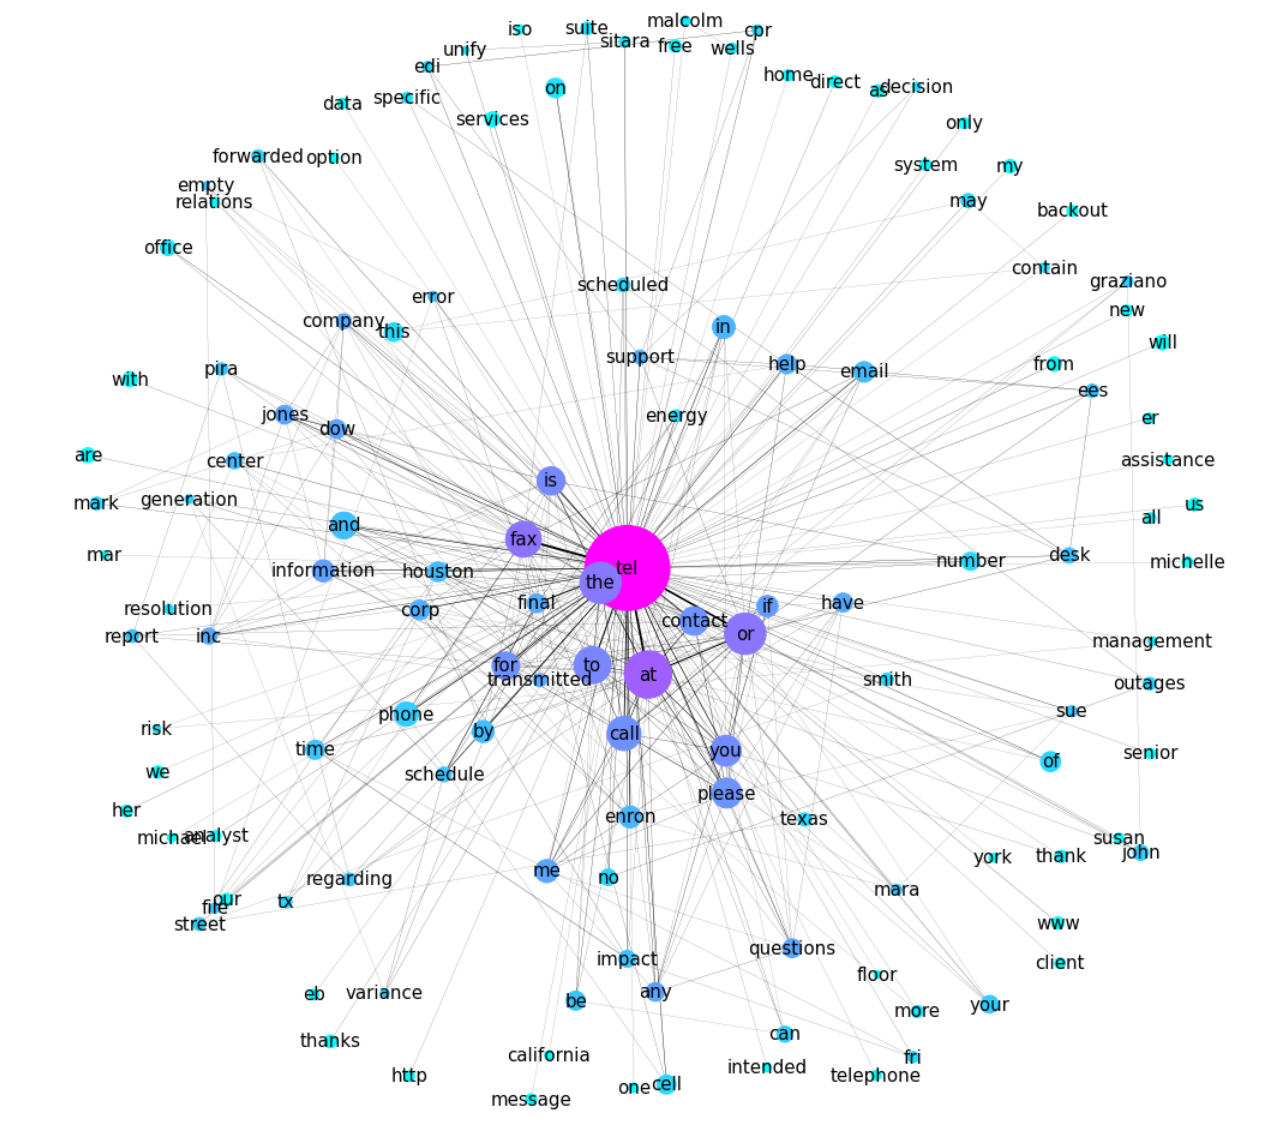 malcolm
iso
suite
cpr
sitara
free
wells
unify
edi
home
direct
as
decision
on
specific
data
services
only
forwarded
option
system
my
empty
relations
may
backout
office
contain
graziano
scheduled
error
new
company
this
in
will
support
help
from
pira
email
with
ees
jones
energy
er
dow
are
center
assistance
is
mark
generation
us
and
all
fax
mar
desk
number
michelle
information
houston
tel
the
final
if
have
resolution
corp
contact
report
inc
or
management
for
to
at
transmitted
smith
outages
phone
sue
risk
by
call
time
you
senior
of
we
schedule
please
her
enron
texas
michael
analyst
susan
john
york
thank
me
regarding
no
mara
our
tx
file
street
www
questions
impact
client
floor
eb
variance
any
be
your
more
can
thanks
california
fri
intended
http
telephone
one
cell
message